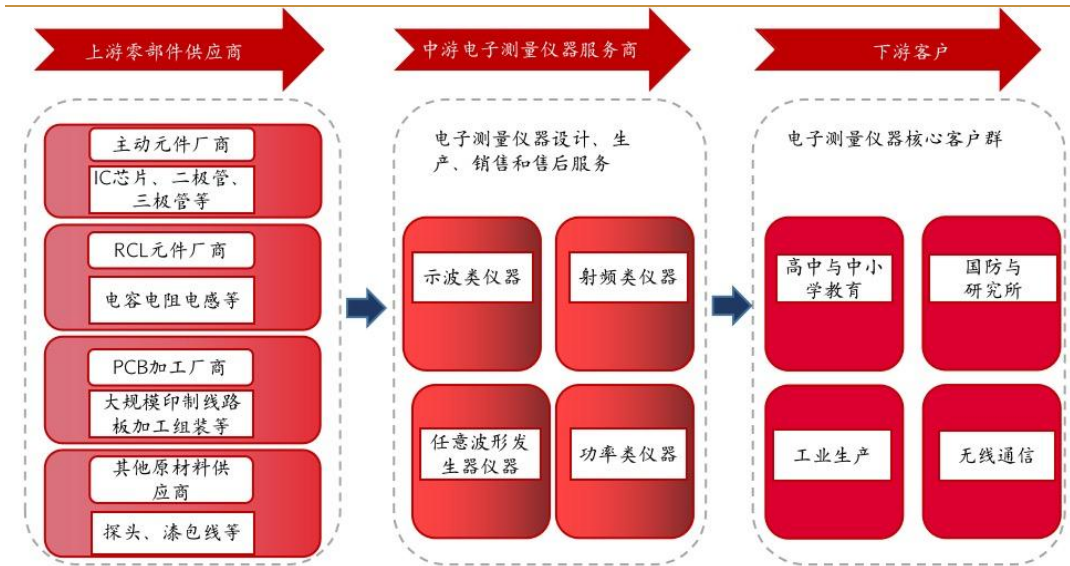 上游零部件供应商
中游电子测量仪器服务商
下游客户
主动元件厂商
IC芯片、二极管、
三极管等
RCL元件厂商
电容电阻电感等
PCB加工厂商
大规模印制线路
板加工组装等
其他原材料供
应商
探头、漆包线等
电子测量仪器设计、生
产、销售和售后服务
示波类仪器
射频类仪器
任意波形发
生器仪器
功率类仪器
电子测量仪器核心客户群
高中与中小
学教育
国防与
研究所
工业生产
无线通信